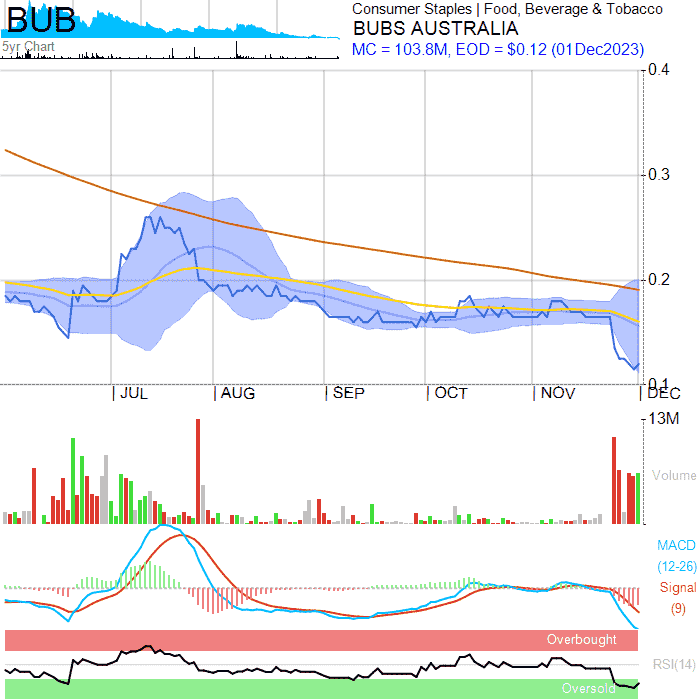 BUB
Consumer Staples | Food, Beverage & Tobacco
BUBS AUSTRALIA
5yr Chart
MC = 103.8M, EOD = $0.12 (01Dec2023)
0.4
0.3
0.2
0.1
JUL AUG SEP OCT NOV DEC
13M
Volume
MACD
(12-26)
Signal
(9)
Overbought
RSI(14)
Oversold